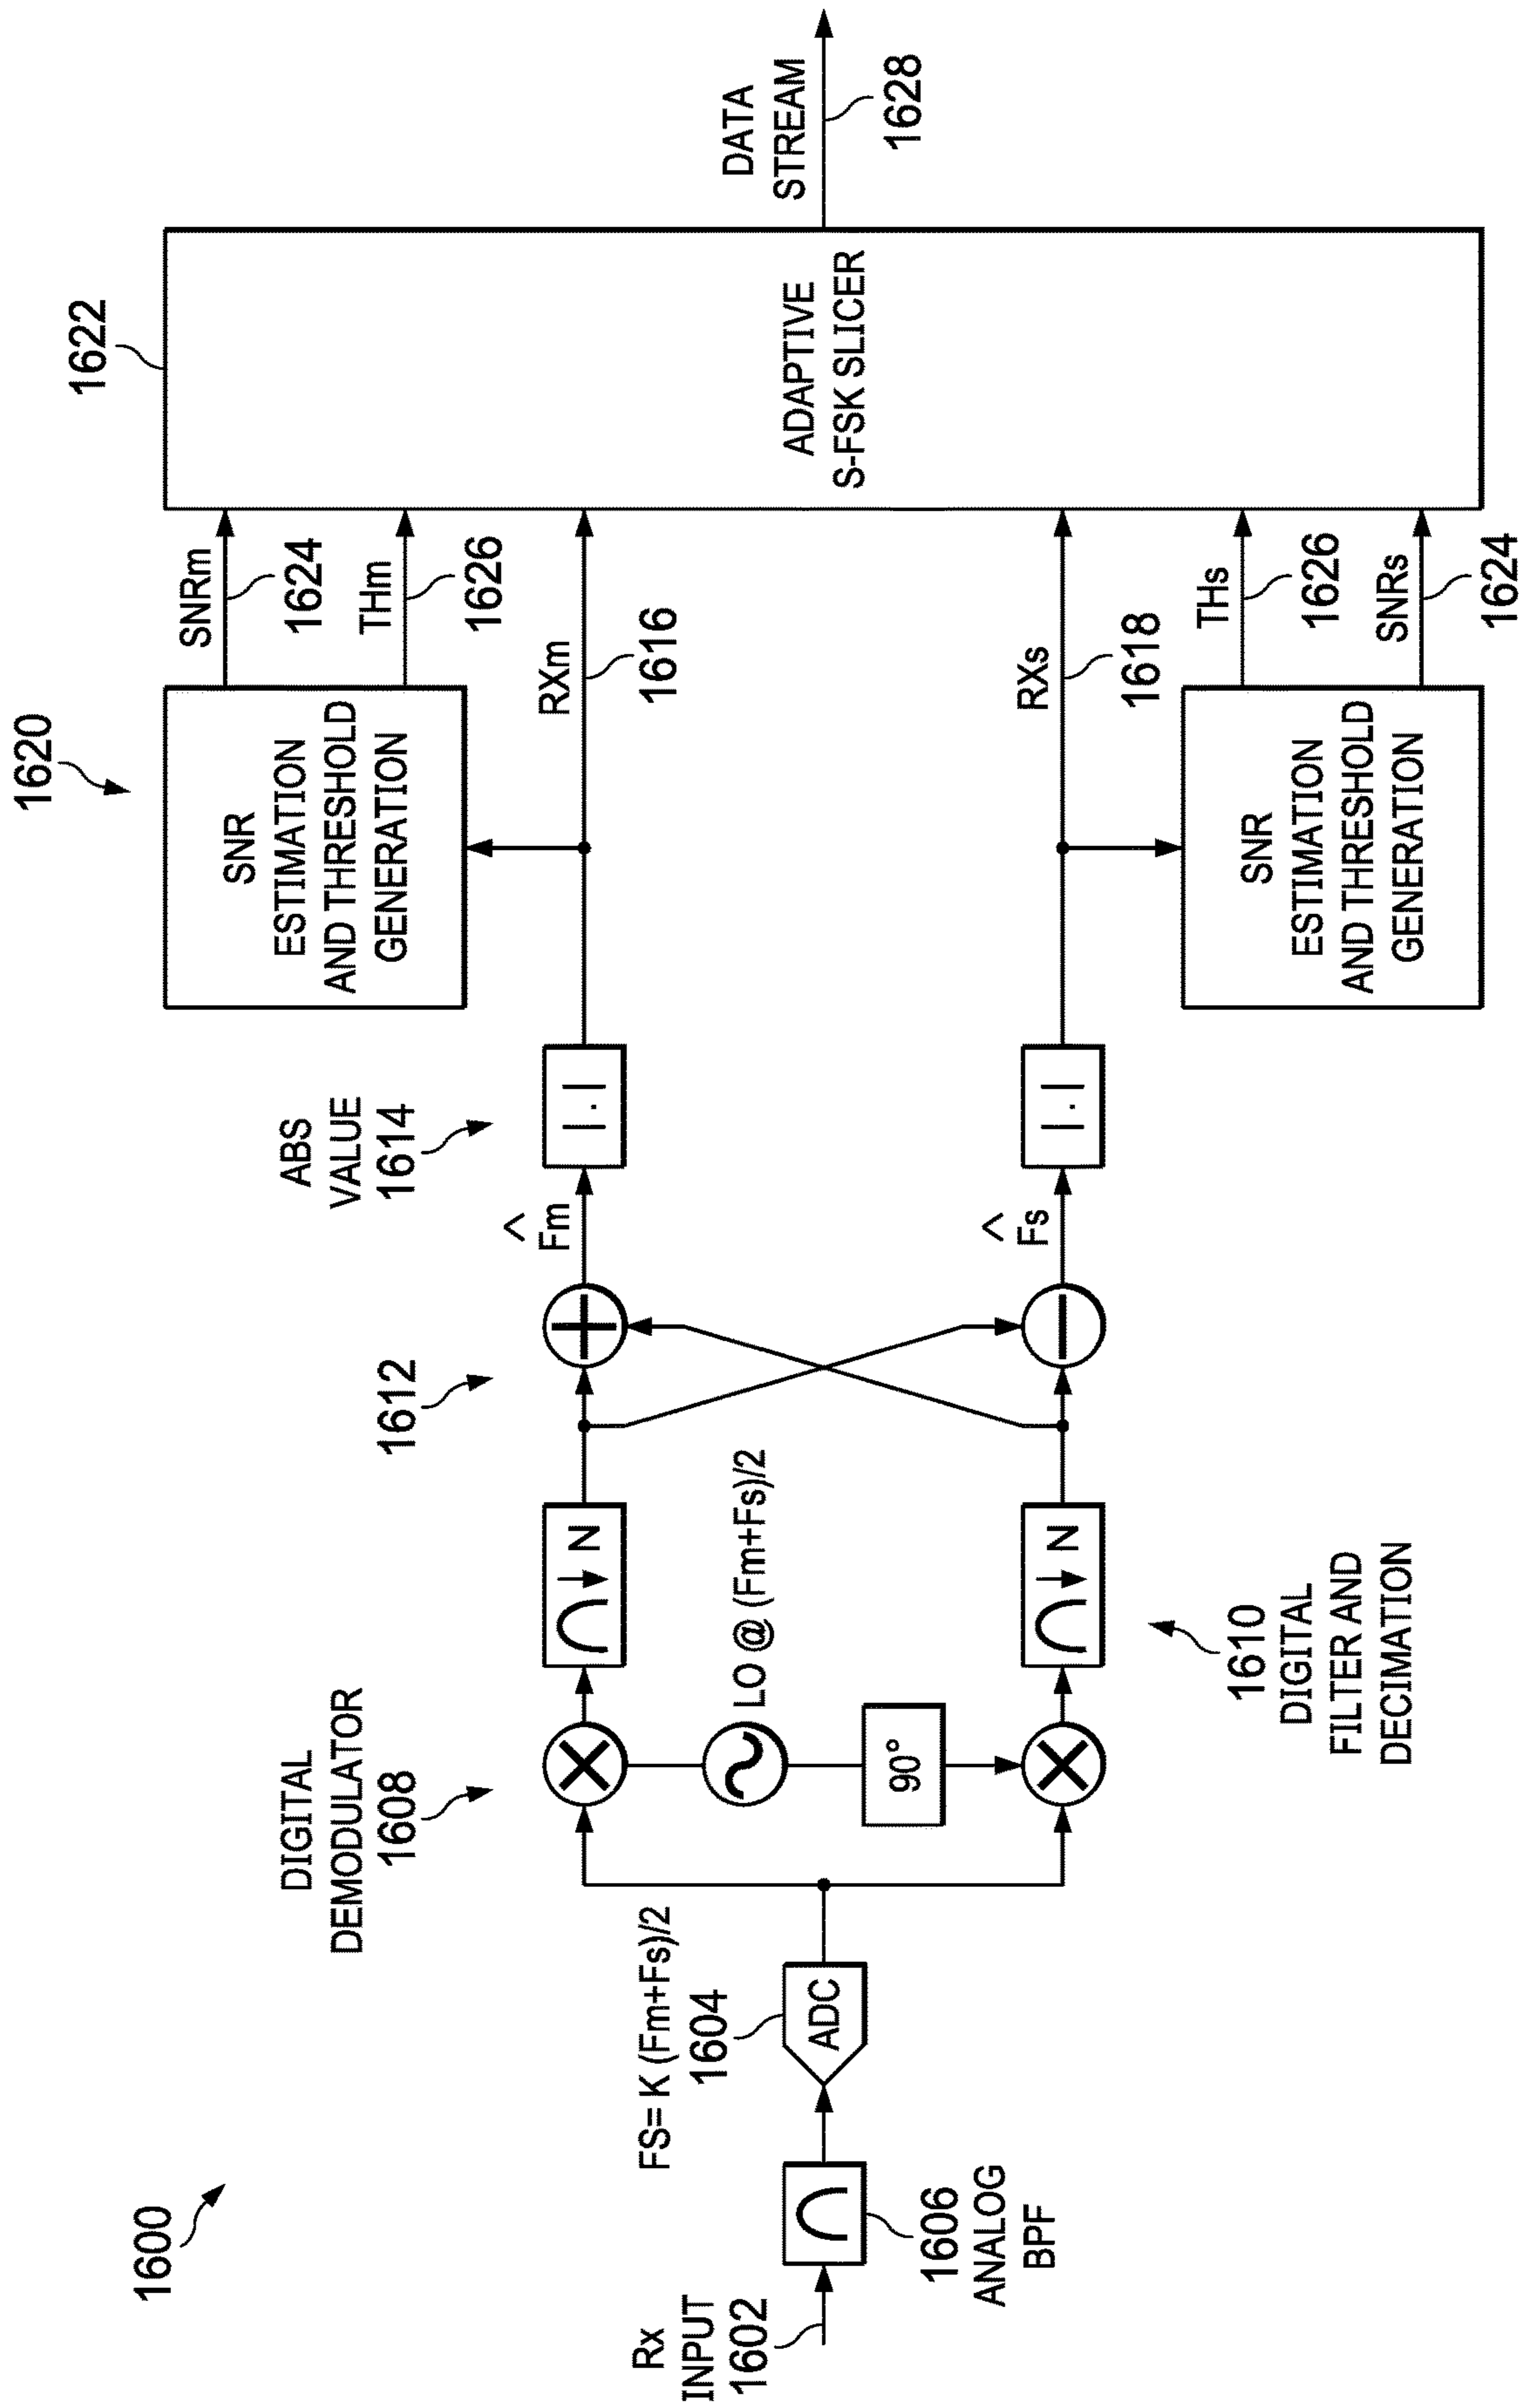 1600
Rx
INPUT
1602
1606
ANALOG
BPF
FS= K (Fm+Fs)/2
1604
ADC
DIGITAL
DEMODULATOR
1608
LO @ (Fm+Fs)/2
90°
↓ N
↓ N
1610
DIGITAL
FILTER AND
DECIMATION
1612
^
Fm
^
Fs
ABS
VALUE
1614
|.|
|.|
1620
SNR
ESTIMATION
AND THRESHOLD
GENERATION
SNR
ESTIMATION
AND THRESHOLD
GENERATION
SNRm
1624
THm
1626
RXm
1616
RXs
1618
THs
1626
SNRs
1624
1622
ADAPTIVE
S-FSK SLICER
DATA
STREAM
1628